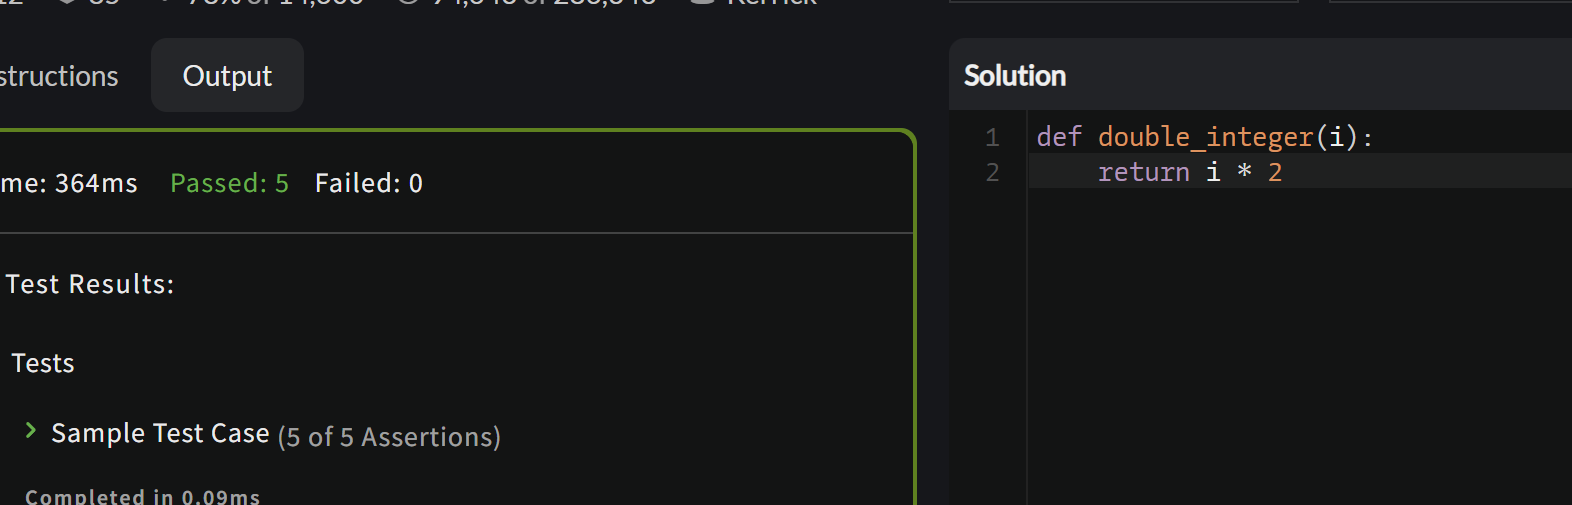 Output
Solution
structions
me: 364ms Passed: 5 Failed: 0
Test Results:
Tests
> Sample Test Case (5 of 5 Assertions)
Completed in 0.09ms
1 def double_integer(i):
2     return i * 2